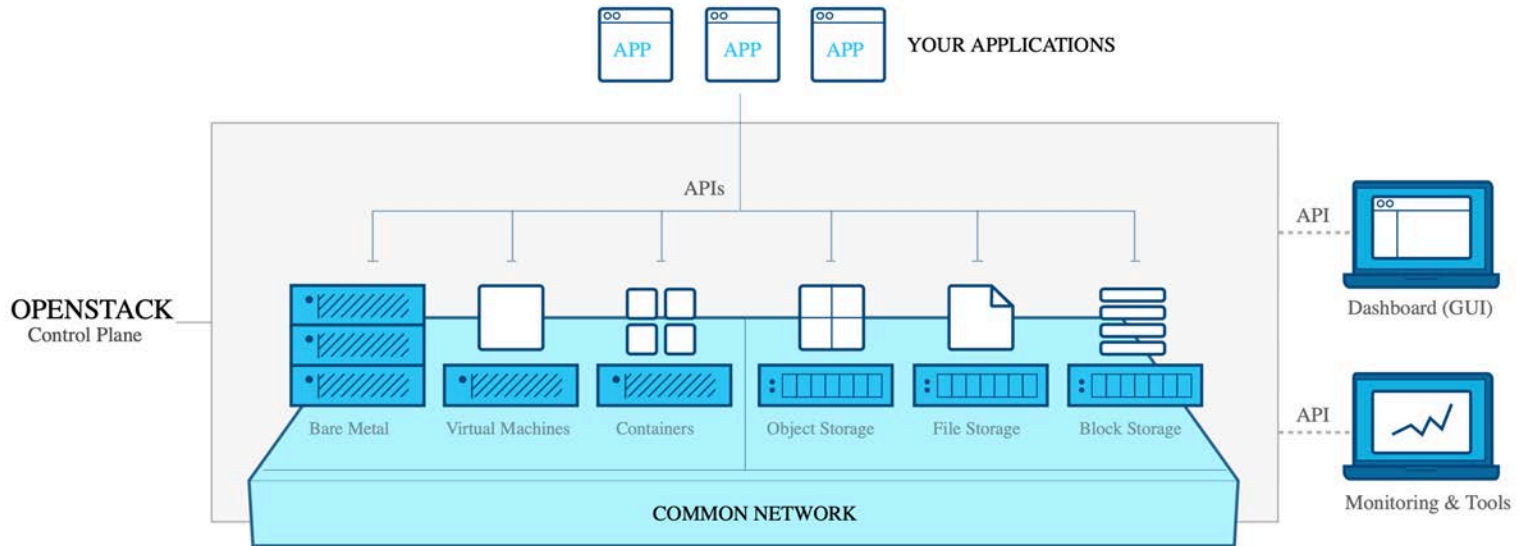 APP
APP
APP
YOUR APPLICATIONS
APIs
API
OPENSTACK
Control Plane
Dashboard (GUI)
Bare Metal
Virtual Machines
Containers
Object Storage
File Storage
Block Storage
API
Monitoring & Tools
COMMON NETWORK